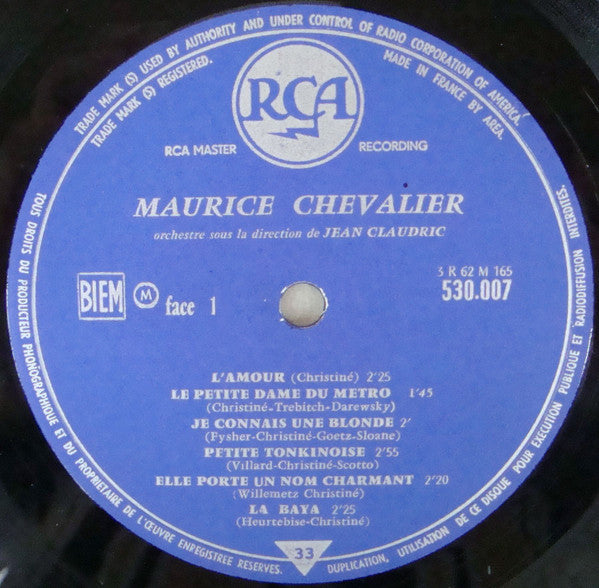 TRADE MARK (S) USED BY AUTHORITY AND UNDER CONTROL OF RADIO CORPORATION OF AMERICA.
TRADE MARK (S) REGISTERED.
MADE IN FRANCE BY AREA.
RCA
RCA MASTER RECORDING
MAURICE CHEVALIER
orchestre sous la direction de JEAN CLAUDRIC
3 R 62 M 165
BIEM M face 1 530.007
L'AMOUR (Christiné) 2'25
LE PETITE DAME DU METRO 1'45
(Christiné-Trebitch-Darewsky)
JE CONNAIS UNE BLONDE 2'
(Fysher-Christiné-Goetz-Sloane)
PETITE TONKINOISE 2'55
(Villard-Christiné-Scotto)
ELLE PORTE UN NOM CHARMANT 2'20
(Willemetz Christiné)
LA BAYA 2'25
(Heurtebise-Christiné)
33
TOUS DROITS DU PRODUCTEUR PHONOGRAPHIQUE ET DU PROPRIETAIRE DE L'ŒUVRE ENREGISTREE RESERVES. DUPLICATION, UTILISATION DE CE DISQUE POUR EXECUTION PUBLIQUE ET RADIODIFFUSION INTERDITES.